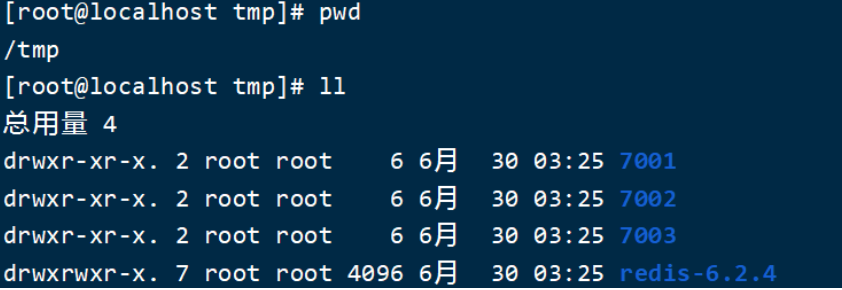 [root@localhost tmp]# pwd
/tmp
[root@localhost tmp]# ll
总用量 4
drwxr-xr-x. 2 root root    6 6月  30 03:25 7001
drwxr-xr-x. 2 root root    6 6月  30 03:25 7002
drwxr-xr-x. 2 root root    6 6月  30 03:25 7003
drwxrwxr-x. 7 root root 4096 6月  30 03:25 redis-6.2.4